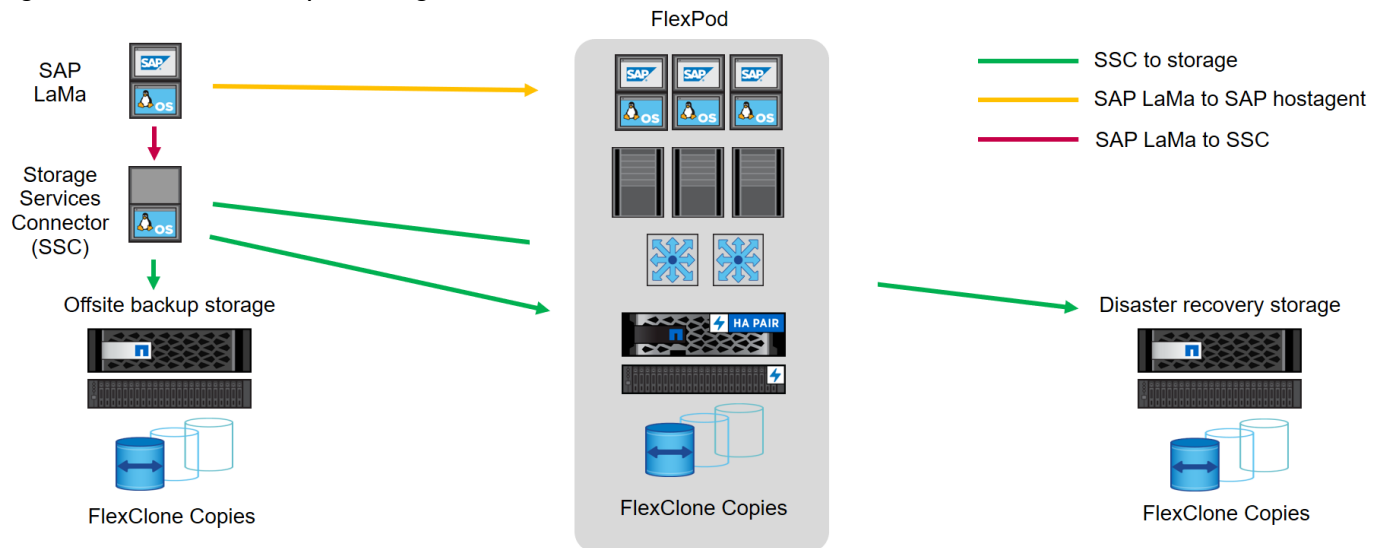 FlexPod
SAP
LaMa
SAP
OS
SAP SAP SAP
OS OS OS
SSC to storage
SAP LaMa to SAP hostagent
SAP LaMa to SSC
Storage
Services
Connector
(SSC)
OS
Offsite backup storage
HA PAIR
Disaster recovery storage
FlexClone Copies
FlexClone Copies
FlexClone Copies